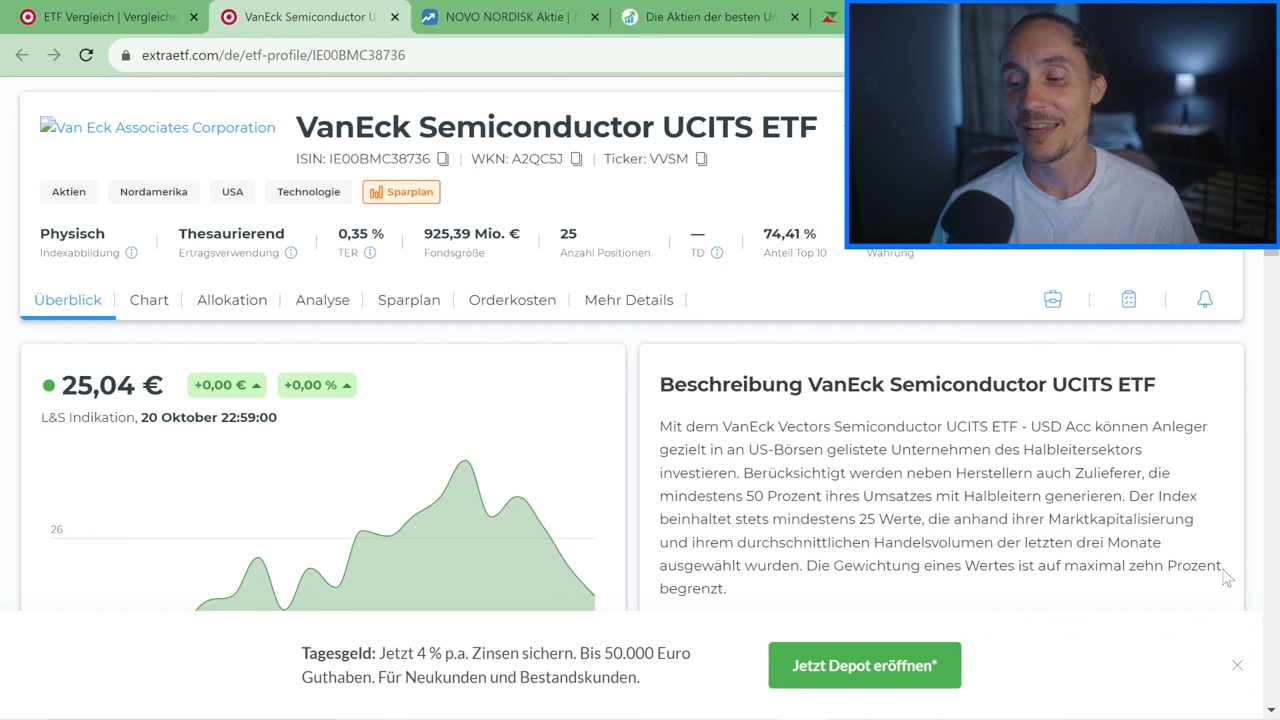 ETF Vergleich | Vergleiche
VanEck Semiconductor U
NOVO NORDISK Aktie | A
Die Aktien der besten Un
extraetf.com/de/etf-profile/IE00BMC38736
Van Eck Associates Corporation
VanEck Semiconductor UCITS ETF
ISIN: IE00BMC38736 | WKN: A2QC5J | Ticker: VVSM
Aktien Nordamerika USA Technologie Sparplan
Physisch Thesaurierend 0,35 % 925,39 Mio. € 25 — 74,41 %
Indexabbildung Ertragsverwendung TER Fondsgröße Anzahl Positionen TD Anteil Top 10 Währung
Überblick Chart Allokation Analyse Sparplan Orderkosten Mehr Details
25,04 € +0,00 € +0,00 %
L&S Indikation, 20 Oktober 22:59:00
26
Beschreibung VanEck Semiconductor UCITS ETF
Mit dem VanEck Vectors Semiconductor UCITS ETF - USD Acc können Anleger
gezielt in an US-Börsen gelistete Unternehmen des Halbleitersektors
investieren. Berücksichtigt werden neben Herstellern auch Zulieferer, die
mindestens 50 Prozent ihres Umsatzes mit Halbleitern generieren. Der Index
beinhaltet stets mindestens 25 Werte, die anhand ihrer Marktkapitalisierung
und ihrem durchschnittlichen Handelsvolumen der letzten drei Monate
ausgewählt wurden. Die Gewichtung eines Wertes ist auf maximal zehn Prozent
begrenzt.
Tagesgeld: Jetzt 4 % p.a. Zinsen sichern. Bis 50.000 Euro
Guthaben. Für Neukunden und Bestandskunden.
Jetzt Depot eröffnen*